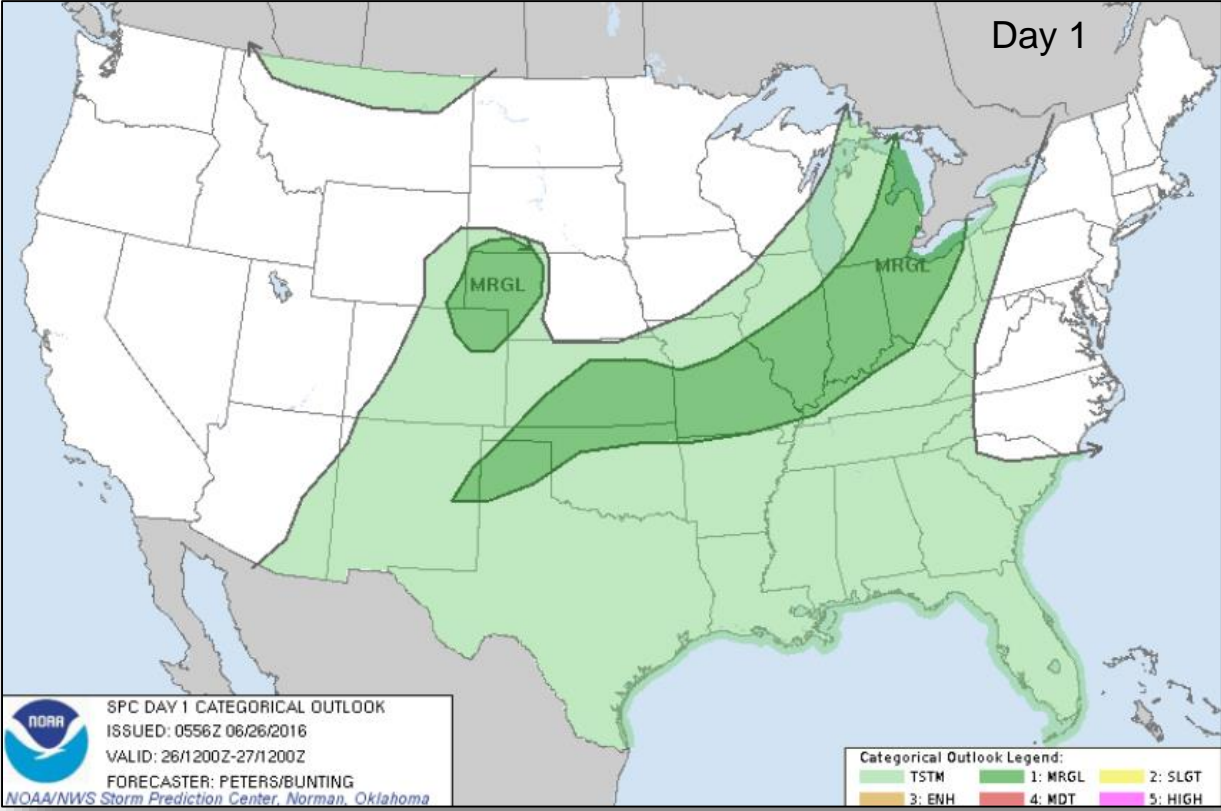 Day 1
MRGL
MRGL
NOAA
SPC DAY 1 CATEGORICAL OUTLOOK
ISSUED: 0556Z 06/26/2016
VALID: 26/1200Z-27/1200Z
FORECASTER: PETERS/BUNTING
NOAA/NWS Storm Prediction Center, Norman, Oklahoma
Categorical Outlook Legend:
TSTM 1: MRGL 2: SLGT
3: ENH 4: MDT 5: HIGH